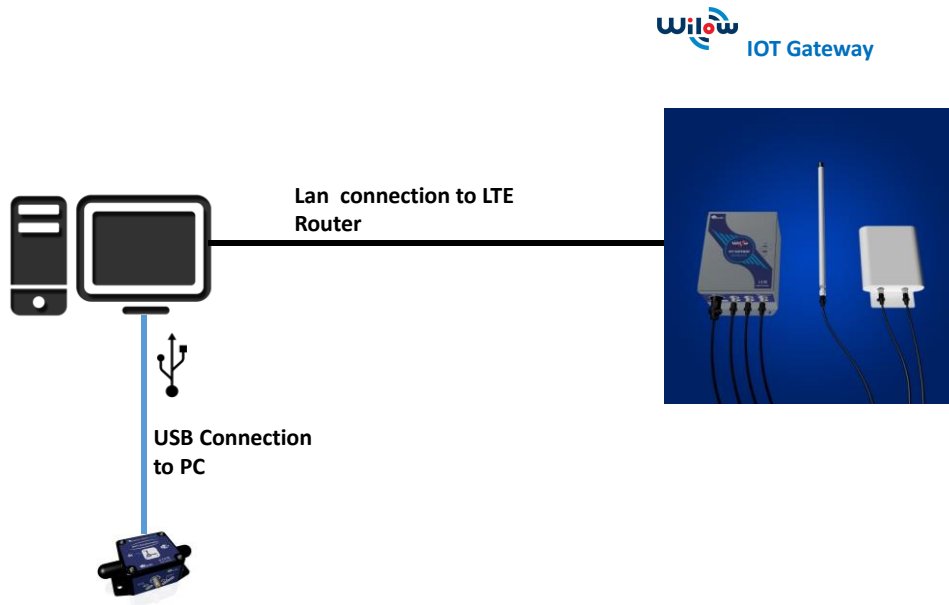 Wilow
IOT Gateway
Lan connection to LTE
Router
USB Connection
to PC